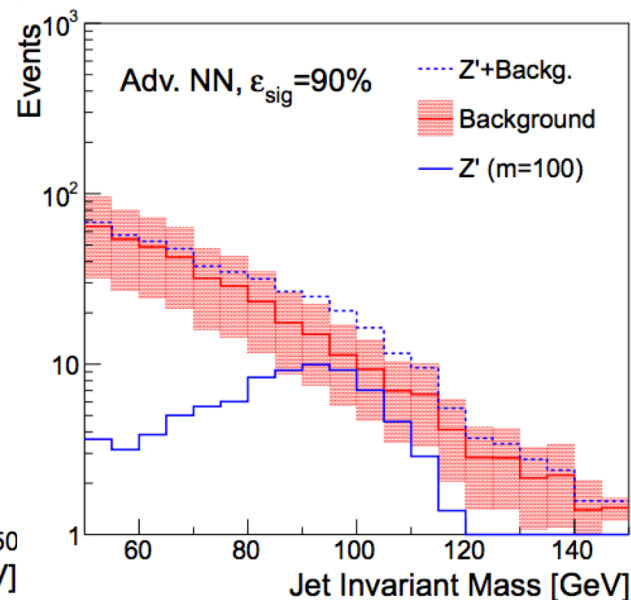 10³
Events
Adv. NN, ε_sig=90%
Z'+Backg.
Background
Z' (m=100)
10²
10
1
60 80 100 120 140
Jet Invariant Mass [GeV]
50
V]